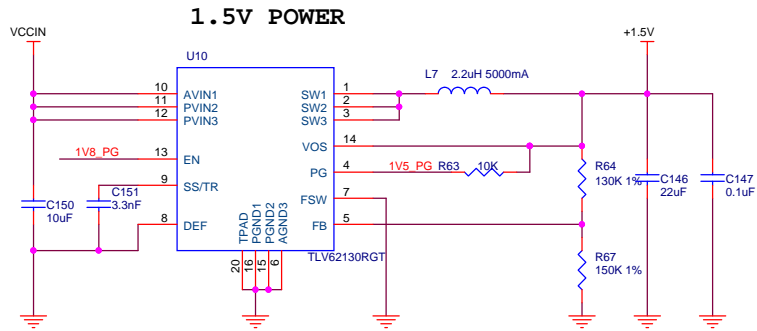 1.5V POWER
VCCIN
+1.5V
U10
L7 2.2uH 5000mA
10 AVIN1 SW1 1
11 PVIN2 SW2 2
12 PVIN3 SW3 3
VOS 14
1V8_PG 13 EN PG 4 1V5_PG R63 10K
R64
130K 1%
C151
3.3nF
9 SS/TR FSW 7
C150
10uF
C146
22uF
C147
0.1uF
8 DEF FB 5
TPAD PGND1 PGND2 AGND3
20 16 15 6
TLV62130RGT
R67
150K 1%